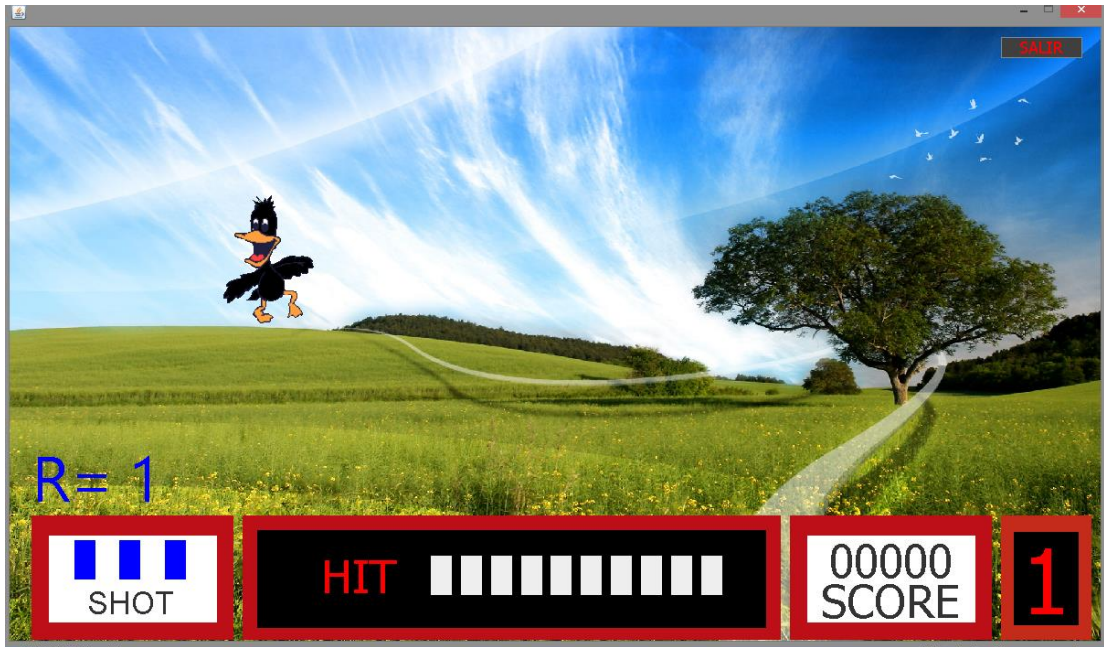 SALIR
R= 1
SHOT
HIT
00000
SCORE
1